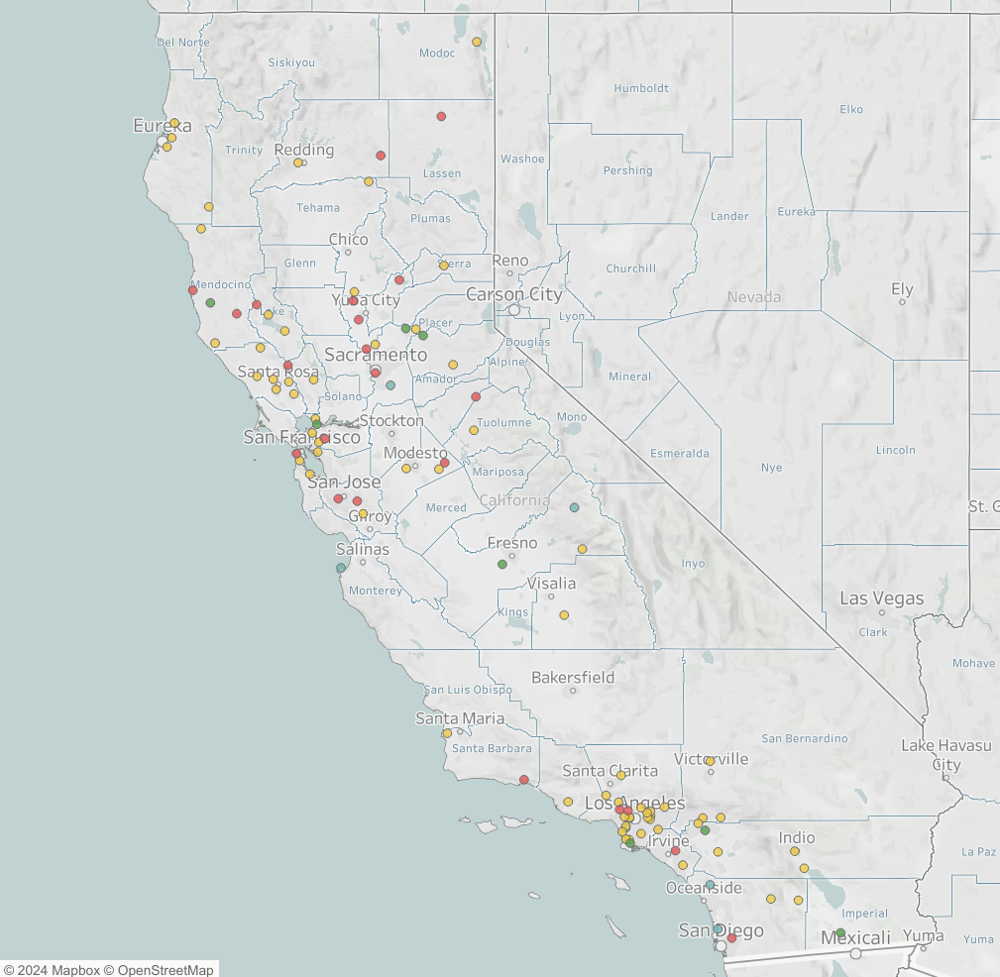 Del Norte
Modoc
Siskiyou
Humboldt
Elko
Eureka
Trinity
Redding
Washoe
Pershing
Lassen
Tehama
Plumas
Lander
Eureka
Chico
Glenn
Sierra
Reno
Churchill
Mendocino
Carson City
Nevada
Ely
Lake
Yuba City
Lyon
Placer
Douglas
Sacramento
Alpine
Santa Rosa
Amador
Mineral
Solano
Stockton
Tuolumne
Mono
San Francisco
Modesto
Esmeralda
Lincoln
Nye
Mariposa
San Jose
California
Merced
St. G
Gilroy
Fresno
Salinas
Inyo
Visalia
Monterey
Las Vegas
Kings
Clark
Mohave
Bakersfield
San Luis Obispo
Santa Maria
San Bernardino
Santa Barbara
Lake Havasu
City
Victorville
Santa Clarita
Los Angeles
Irvine
Indio
La Paz
Oceanside
Imperial
San Diego
Mexicali
Yuma
Yuma
© 2024 Mapbox © OpenStreetMap